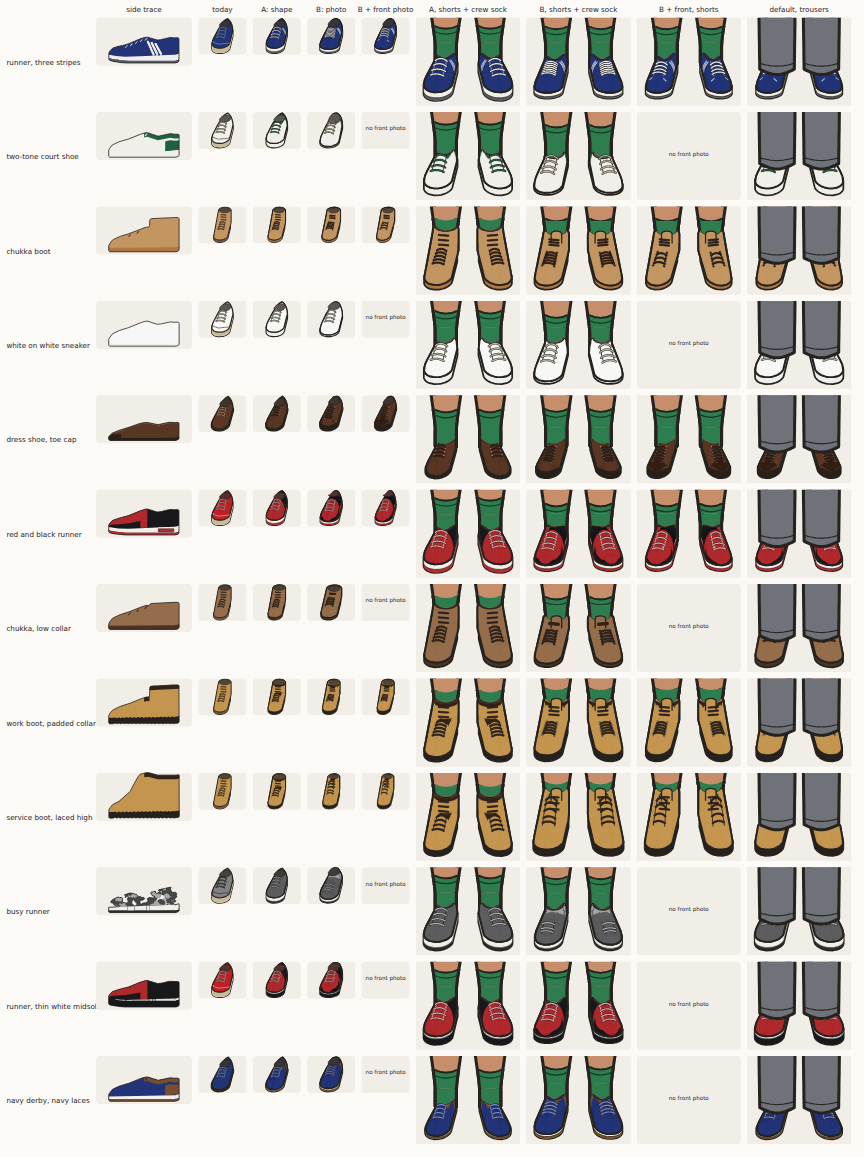 side trace today A: shape B: photo B + front photo A, shorts + crew sock B, shorts + crew sock B + front, shorts default, trousers
runner, three stripes
two-tone court shoe no front photo no front photo
chukka boot
white on white sneaker no front photo no front photo
dress shoe, toe cap
red and black runner
chukka, low collar no front photo no front photo
work boot, padded collar
service boot, laced high
busy runner no front photo no front photo
runner, thin white midsol no front photo no front photo
navy derby, navy laces no front photo no front photo